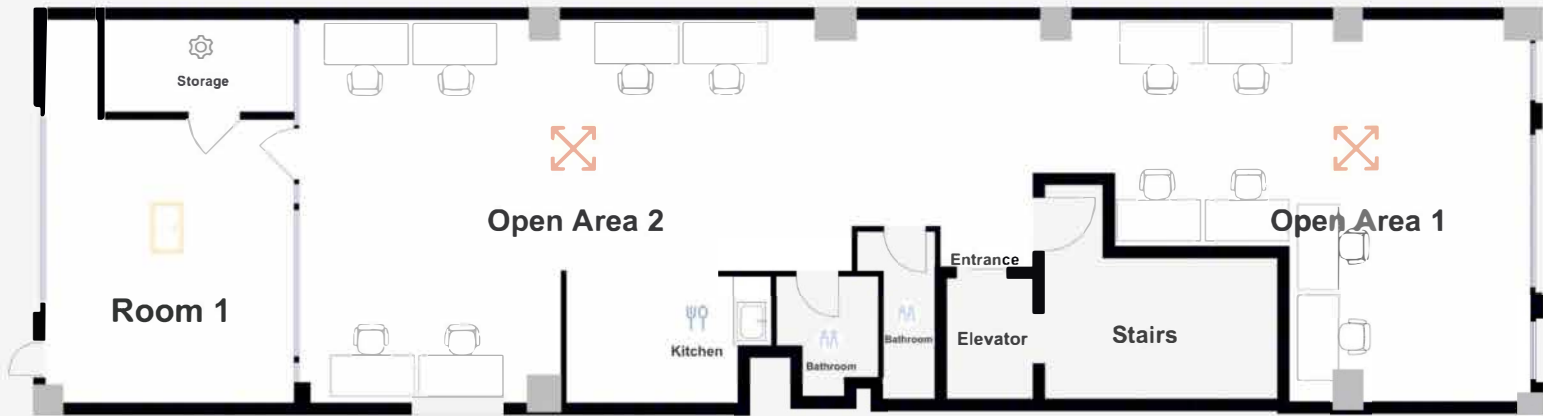 Storage
Open Area 2
Open Area 1
Entrance
Room 1
Kitchen
Bathroom
Bathroom
Elevator
Stairs